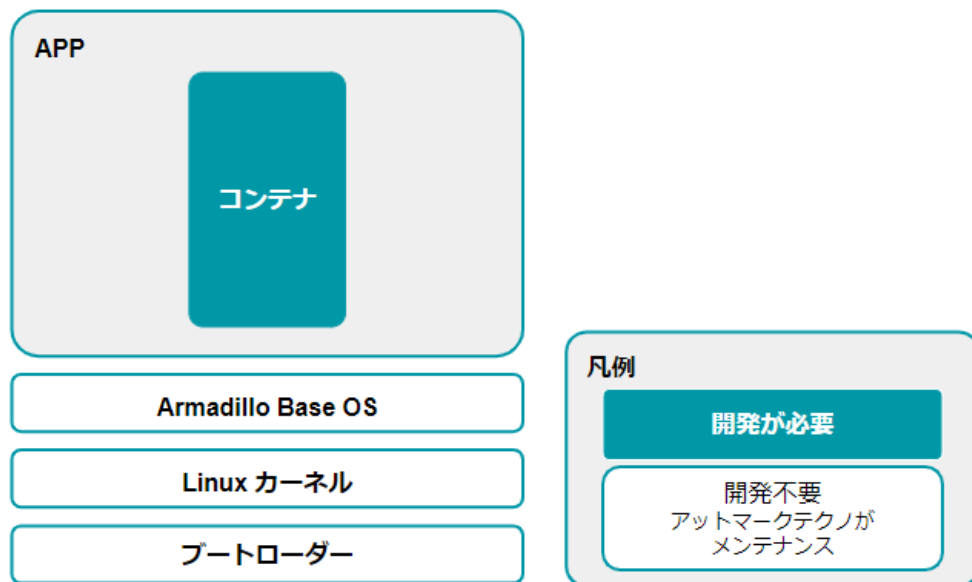 APP
コンテナ
Armadillo Base OS
Linux カーネル
ブートローダー
凡例
開発が必要
開発不要
アットマークテクノが
メンテナンス